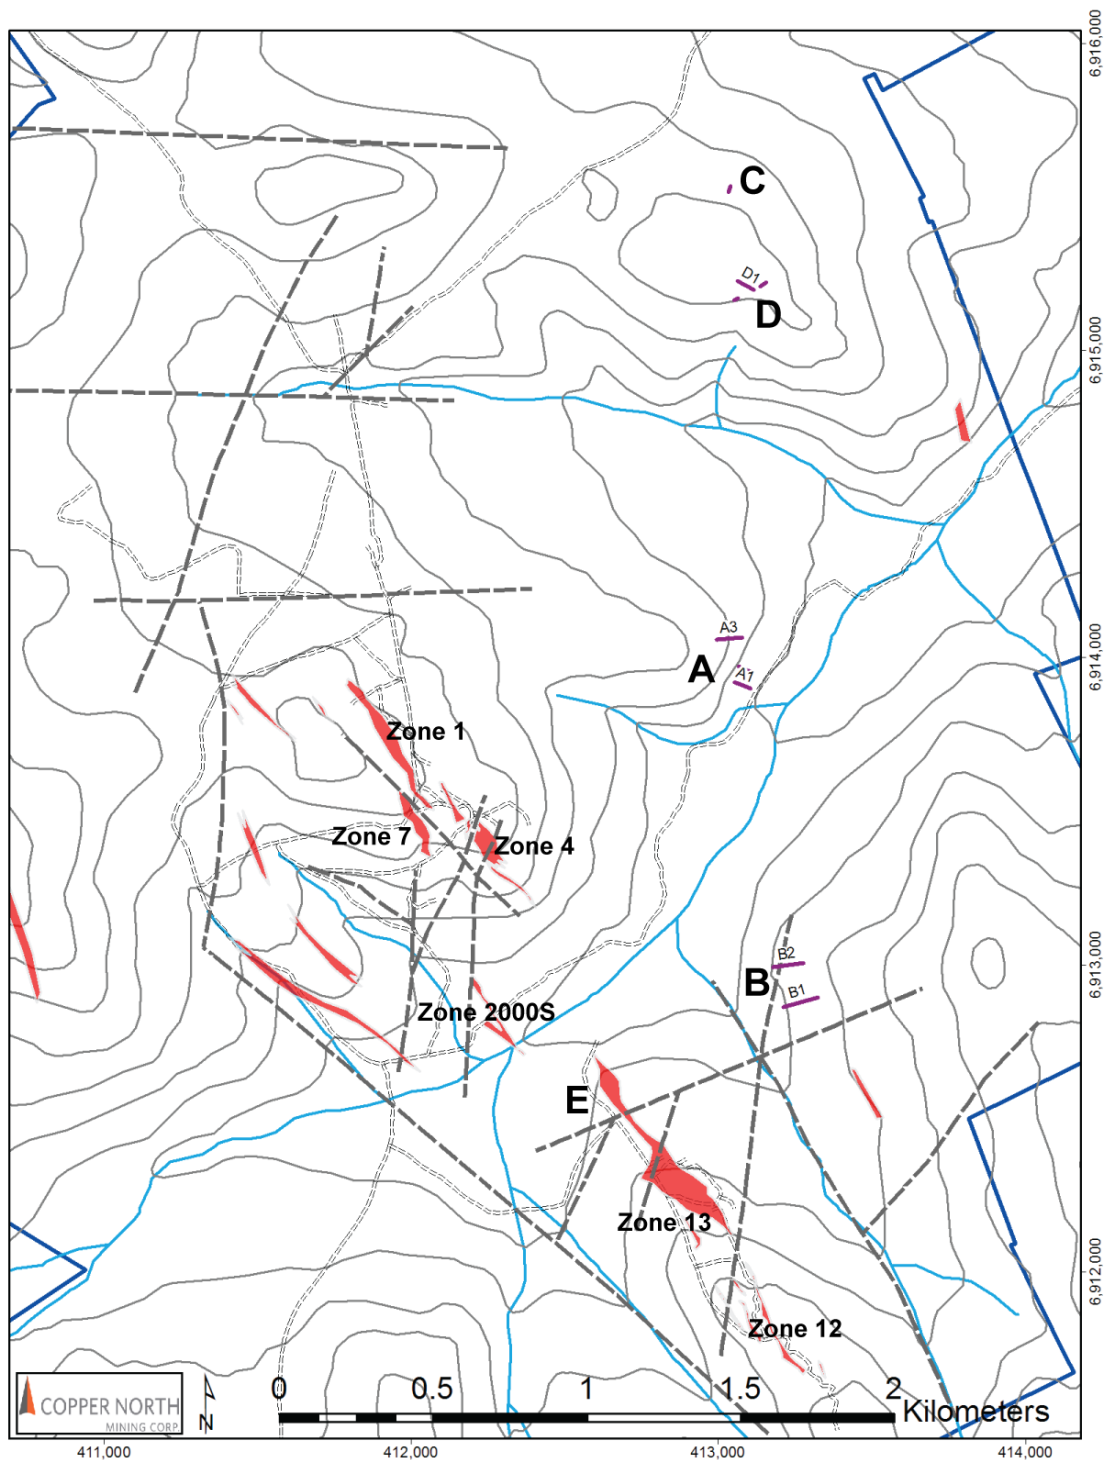 6,916,000
C
D1
D
6,915,000
A3
A
A1
6,914,000
Zone 1
Zone 7
Zone 4
B2
B
B1
6,913,000
Zone 2000S
E
Zone 13
6,912,000
Zone 12
COPPER NORTH
MINING CORP.
N
0 0.5 1 1.5 2
Kilometers
411,000 412,000 413,000 414,000